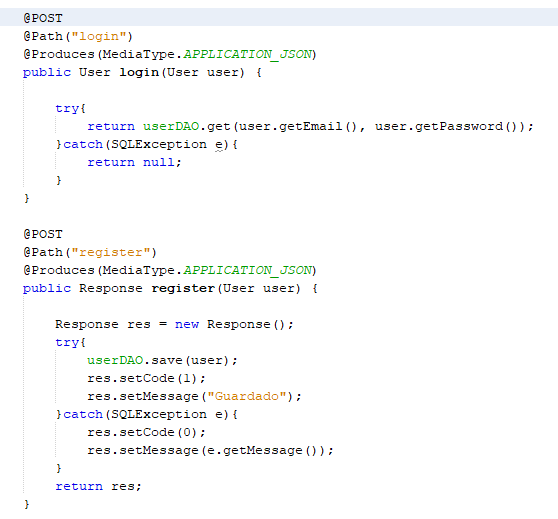 @POST
@Path("login")
@Produces(MediaType.APPLICATION_JSON)
public User login(User user) {
try{
return userDAO.get(user.getEmail(), user.getPassword());
}catch(SQLException e){
return null;
}
}
@POST
@Path("register")
@Produces(MediaType.APPLICATION_JSON)
public Response register(User user) {
Response res = new Response();
try{
userDAO.save(user);
res.setCode(1);
res.setMessage("Guardado");
}catch(SQLException e){
res.setCode(0);
res.setMessage(e.getMessage());
}
return res;
}